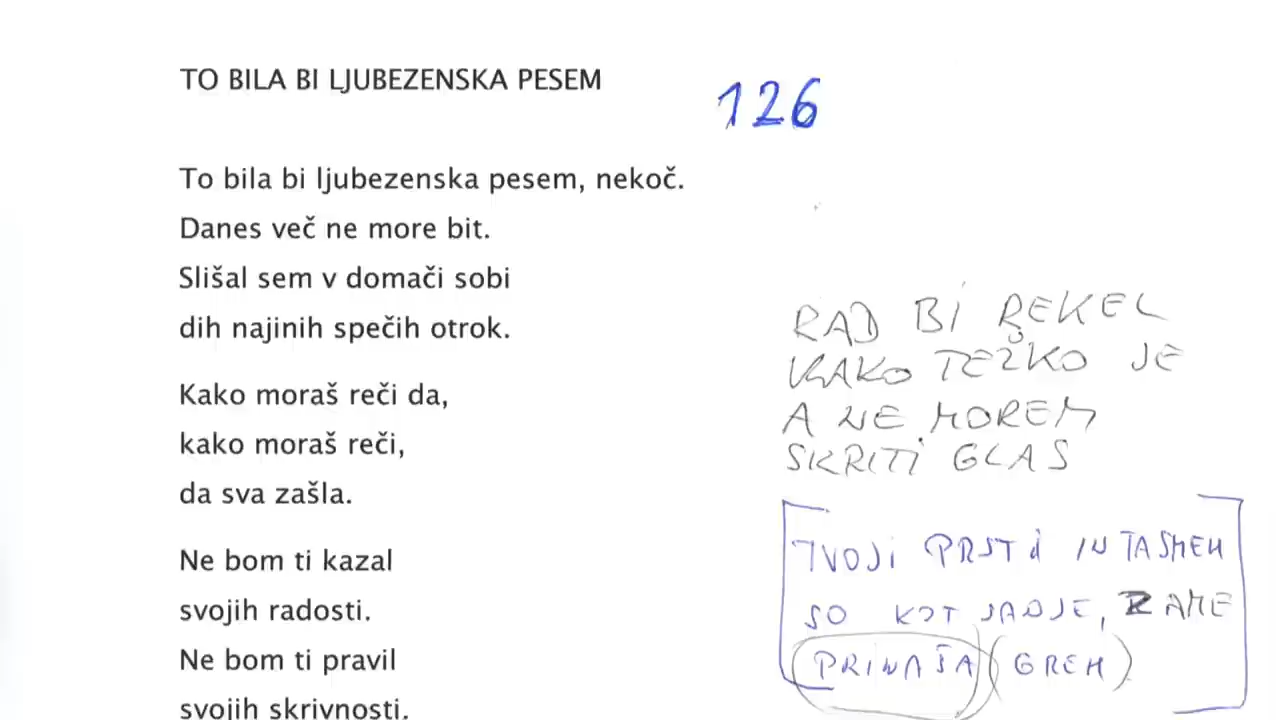 TO BILA BI LJUBEZENSKA PESEM
126
To bila bi ljubezenska pesem, nekoč.
Danes več ne more bit.
Slišal sem v domači sobi
dih najinih spečih otrok.
Kako moraš reči da,
kako moraš reči,
da sva zašla.
Ne bom ti kazal
svojih radosti.
Ne bom ti pravil
svojih skrivnosti.
RAD BI REKEL
KAKO TEŽKO JE
A NE MOREM
SKRITI GLAS
TVOJI PRSTI IN TA SMEH
SO KOT JADJE, ZAME
PRINAŠA (GREH)